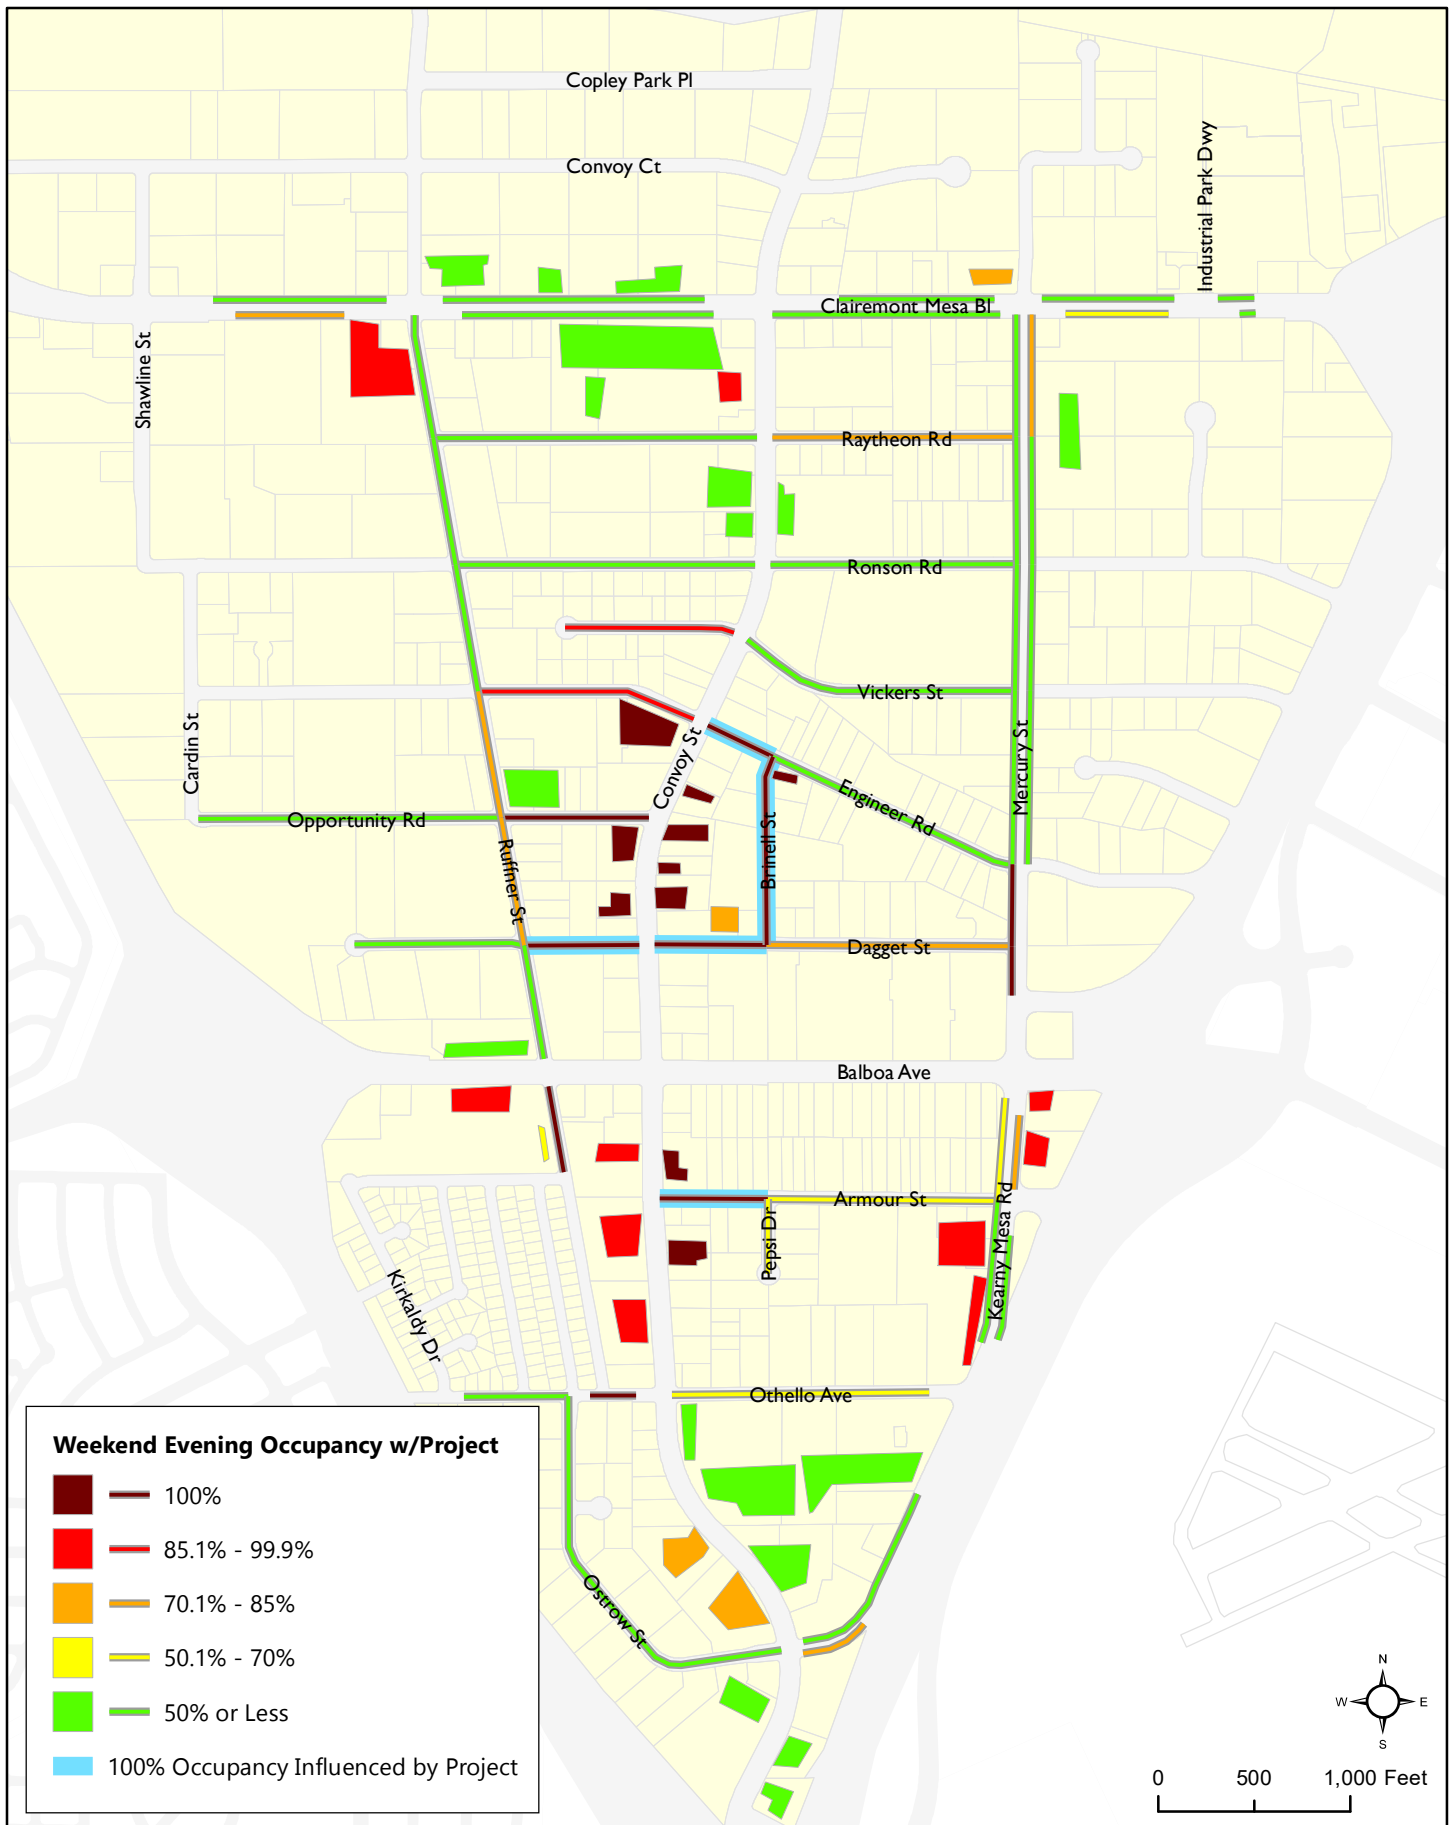 Copley Park Pl
Convoy Ct
Industrial Park Dwy
Clairemont Mesa Bl
Shawline St
Raytheon Rd
Ronson Rd
Vickers St
Cardin St
Convoy St
Mercury St
Engineer Rd
Opportunity Rd
Brinell St
Ruffner St
Dagget St
Balboa Ave
Armour St
Kearny Mesa Rd
Pepsi Dr
Kirkaldy Dr
Othello Ave
Ostrow St
Weekend Evening Occupancy w/Project
100%
85.1% - 99.9%
70.1% - 85%
50.1% - 70%
50% or Less
100% Occupancy Influenced by Project
N
W E
S
0 500 1,000 Feet